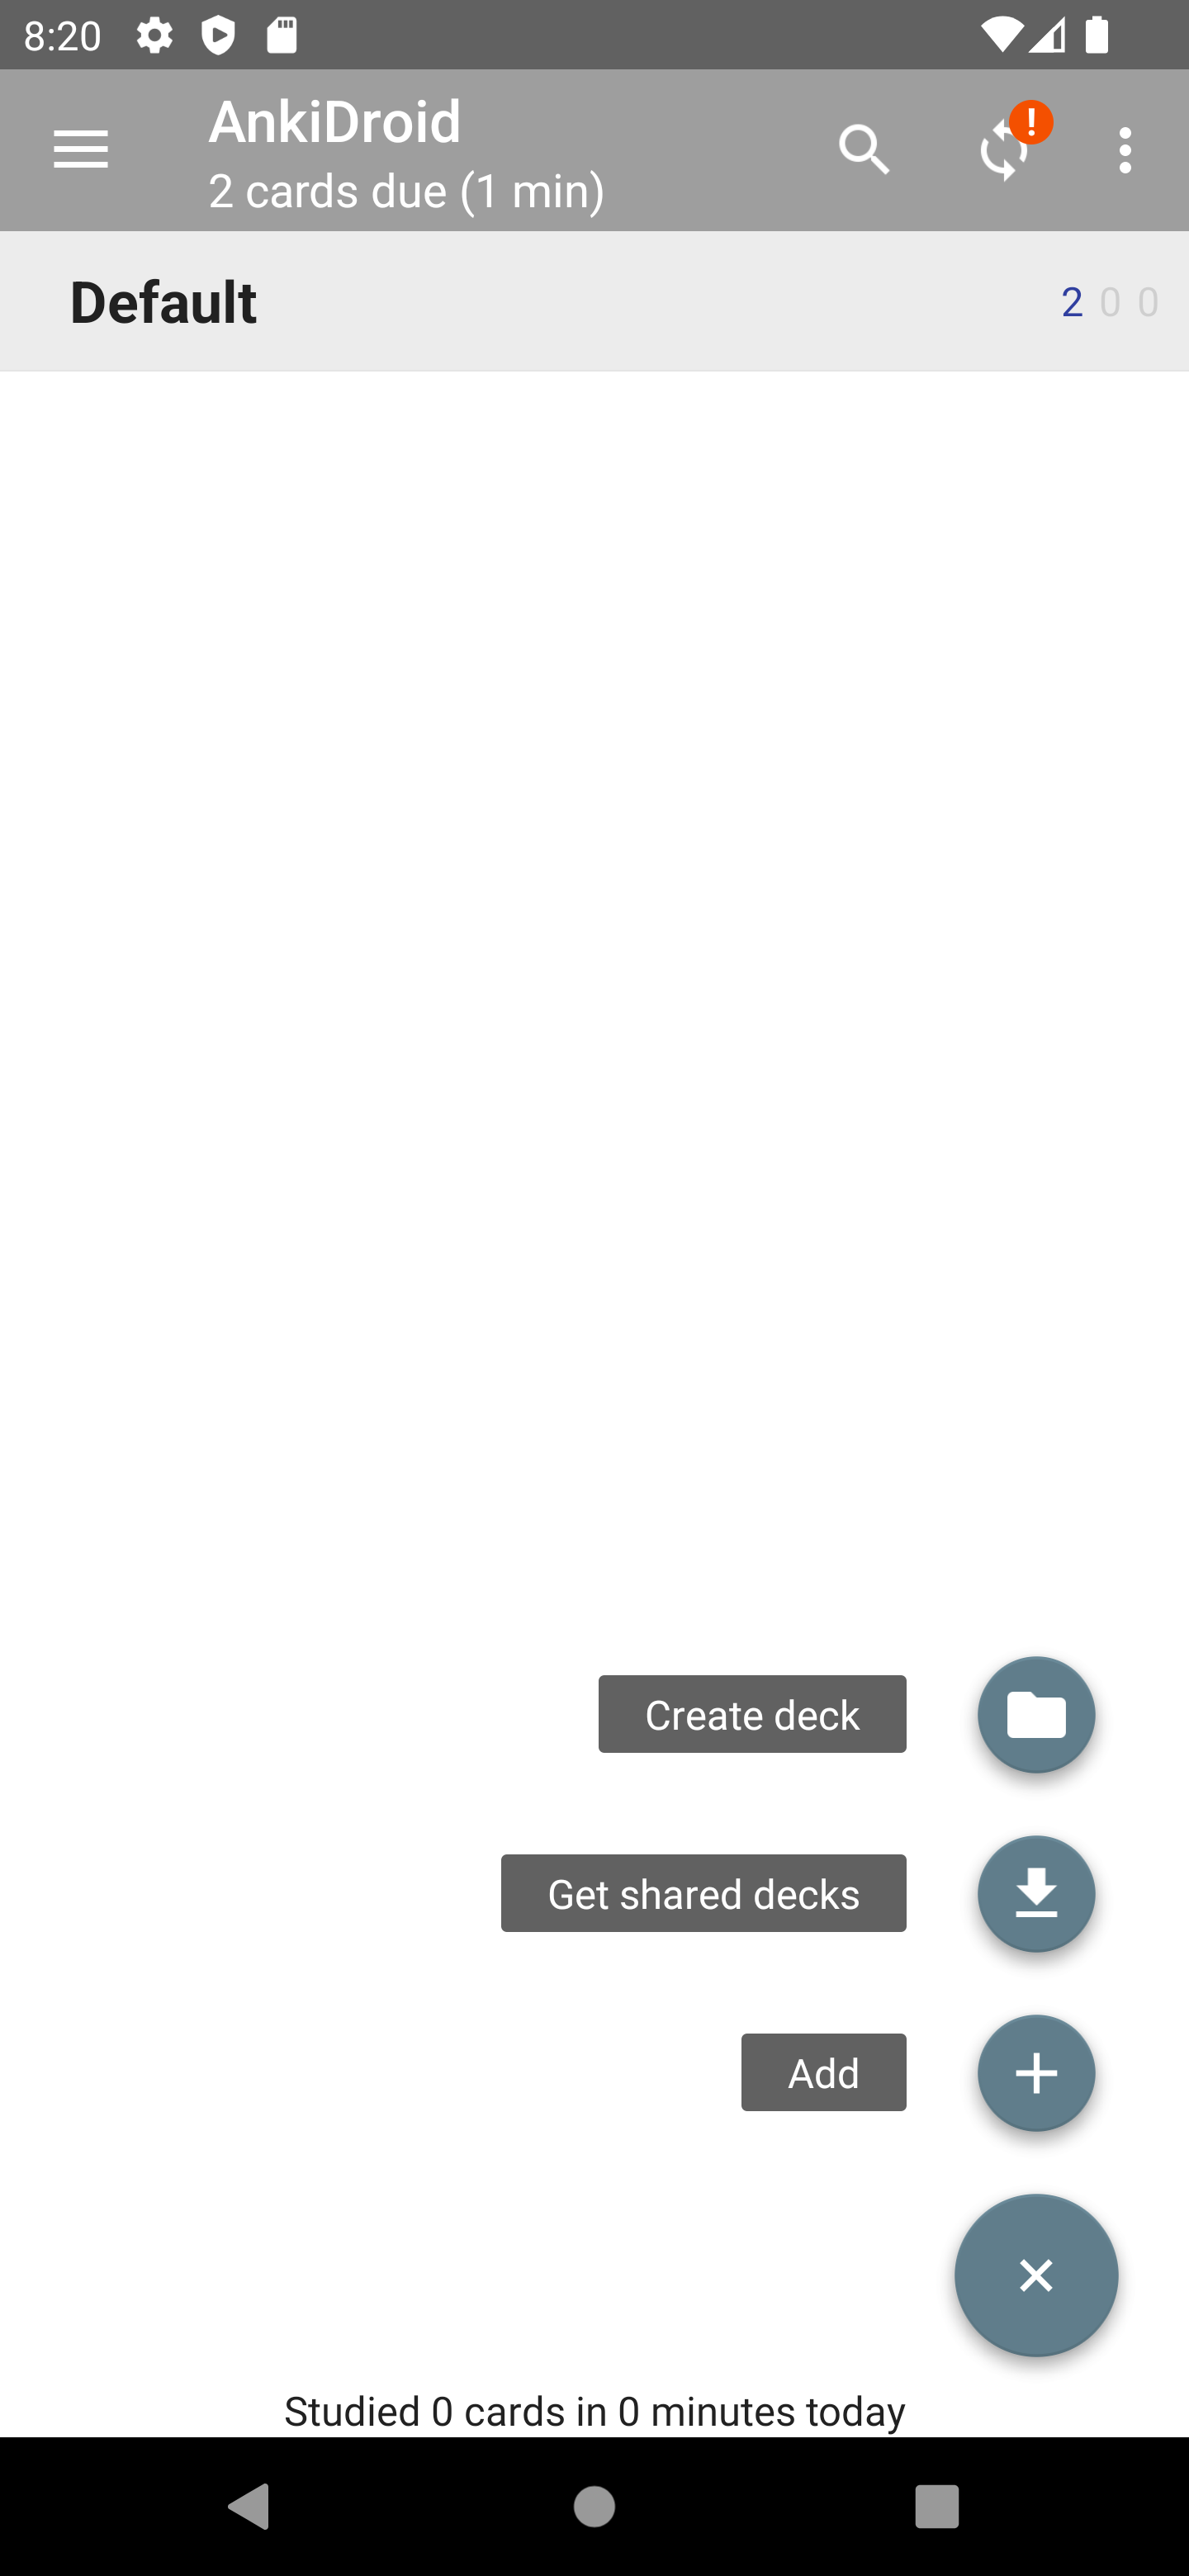 8:20
AnkiDroid
2 cards due (1 min)
!
Default
2 0 0
Create deck
Get shared decks
Add
Studied 0 cards in 0 minutes today